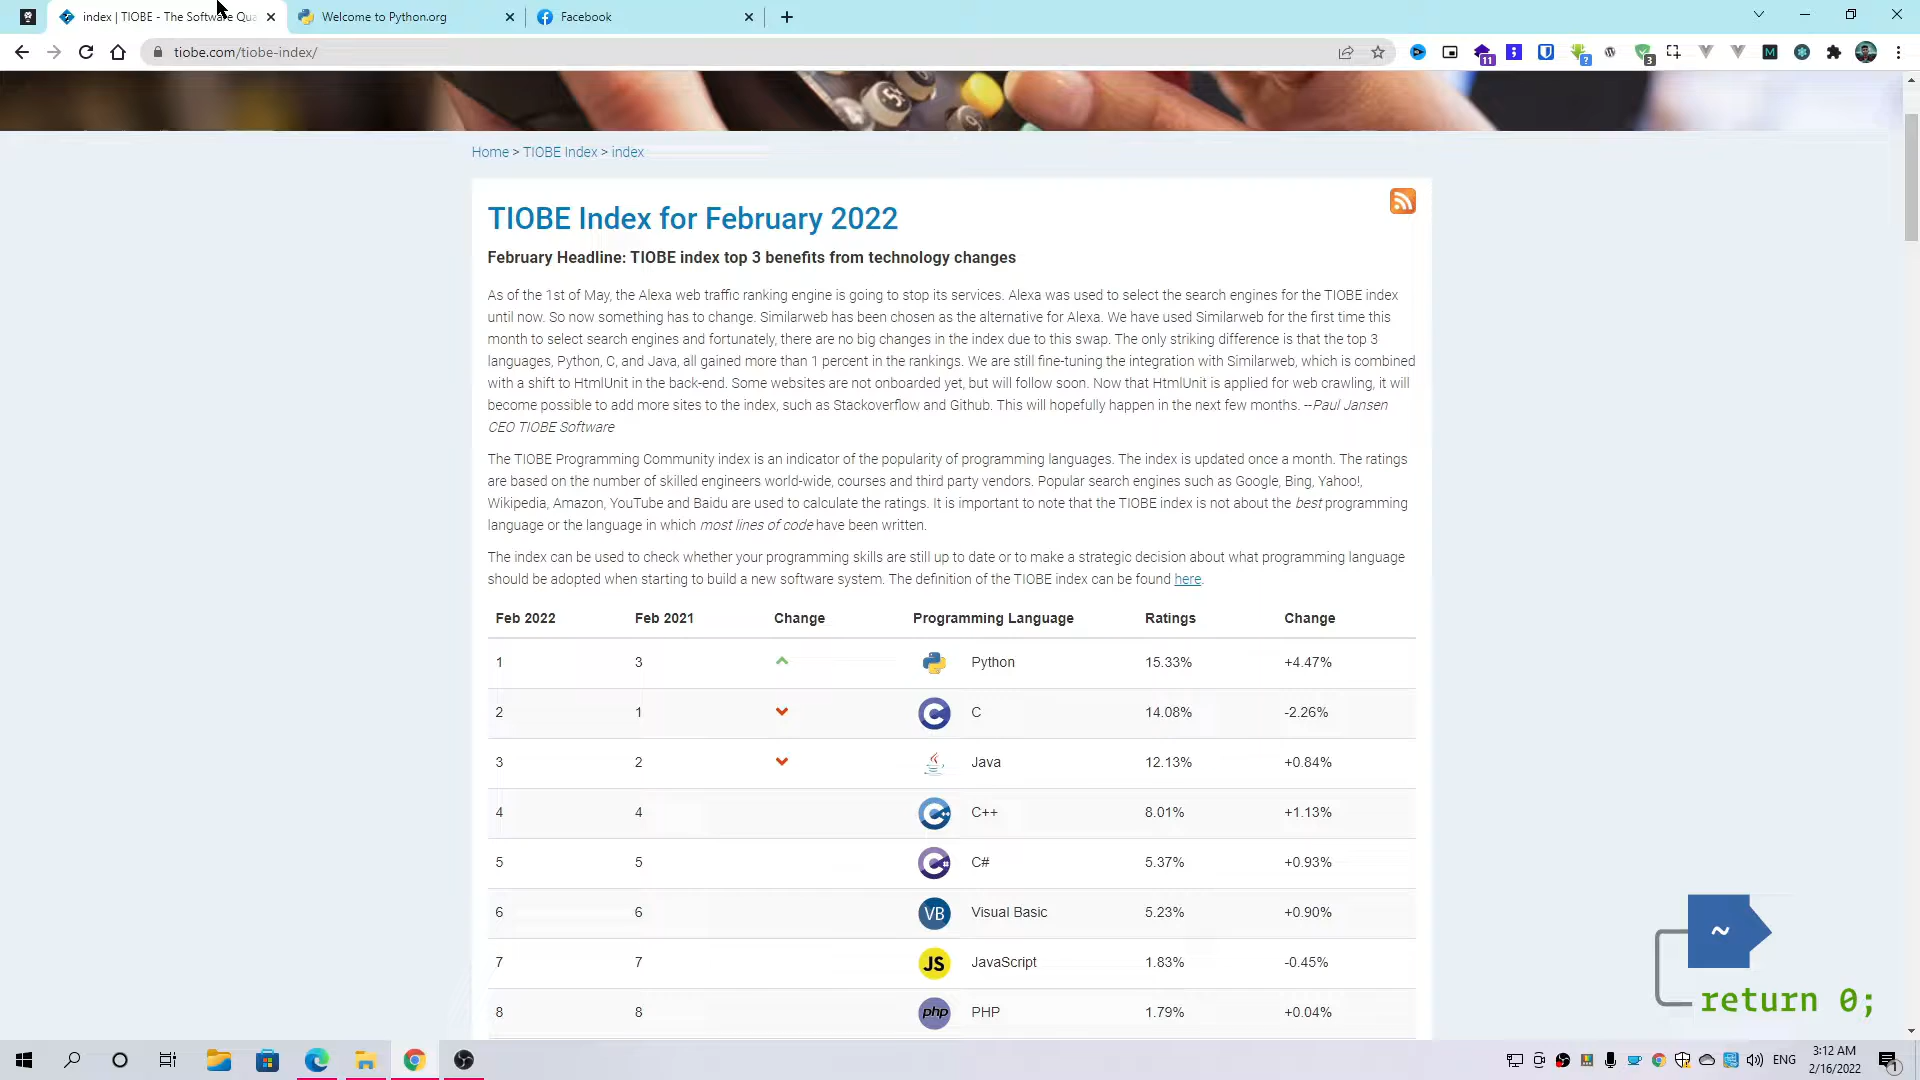 index | TIOBE - The Software Qua
Welcome to Python.org
Facebook
tiobe.com/tiobe-index/
11
?
3
M
Home > TIOBE Index > index
TIOBE Index for February 2022
February Headline: TIOBE index top 3 benefits from technology changes
As of the 1st of May, the Alexa web traffic ranking engine is going to stop its services. Alexa was used to select the search engines for the TIOBE index
until now. So now something has to change. Similarweb has been chosen as the alternative for Alexa. We have used Similarweb for the first time this
month to select search engines and fortunately, there are no big changes in the index due to this swap. The only striking difference is that the top 3
languages, Python, C, and Java, all gained more than 1 percent in the rankings. We are still fine-tuning the integration with Similarweb, which is combined
with a shift to HtmlUnit in the back-end. Some websites are not onboarded yet, but will follow soon. Now that HtmlUnit is applied for web crawling, it will
become possible to add more sites to the index, such as Stackoverflow and Github. This will hopefully happen in the next few months. --Paul Jansen
CEO TIOBE Software
The TIOBE Programming Community index is an indicator of the popularity of programming languages. The index is updated once a month. The ratings
are based on the number of skilled engineers world-wide, courses and third party vendors. Popular search engines such as Google, Bing, Yahoo!,
Wikipedia, Amazon, YouTube and Baidu are used to calculate the ratings. It is important to note that the TIOBE index is not about the best programming
language or the language in which most lines of code have been written.
The index can be used to check whether your programming skills are still up to date or to make a strategic decision about what programming language
should be adopted when starting to build a new software system. The definition of the TIOBE index can be found here.
Feb 2022 Feb 2021 Change Programming Language Ratings Change
1 3 Python 15.33% +4.47%
2 1 C 14.08% -2.26%
3 2 Java 12.13% +0.84%
4 4 C++ 8.01% +1.13%
5 5 C# 5.37% +0.93%
6 6 VB Visual Basic 5.23% +0.90%
7 7 JS JavaScript 1.83% -0.45%
8 8 php PHP 1.79% +0.04%
~
return 0;
ENG
3:12 AM
2/16/2022
1